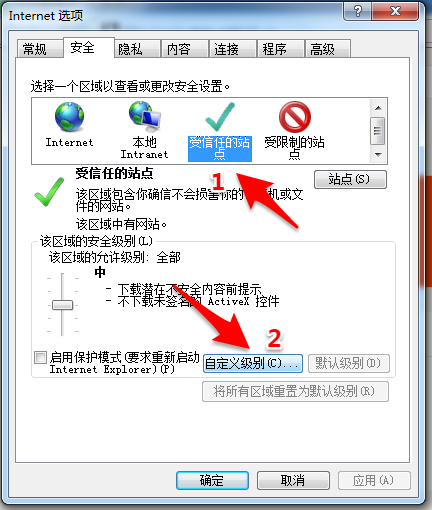 Internet 选项
?
常规 安全 隐私 内容 连接 程序 高级
选择一个区域以查看或更改安全设置。
Internet 本地 受信任的站 受限制的站
Intranet 点 点
受信任的站点
1
站点(S)
该区域包含你确信不会损害你的 机或文
件的网站。
该区域中有网站。
该区域的安全级别(L)
该区域的允许级别: 全部
中
- 下载潜在不安全内容前提示
- 不下载未签名的 ActiveX 控件
2
启用保护模式(要求重新启动 自定义级别(C)... 默认级别(D)
Internet Explorer)(P)
将所有区域重置为默认级别(R)
确定 取消 应用(A)